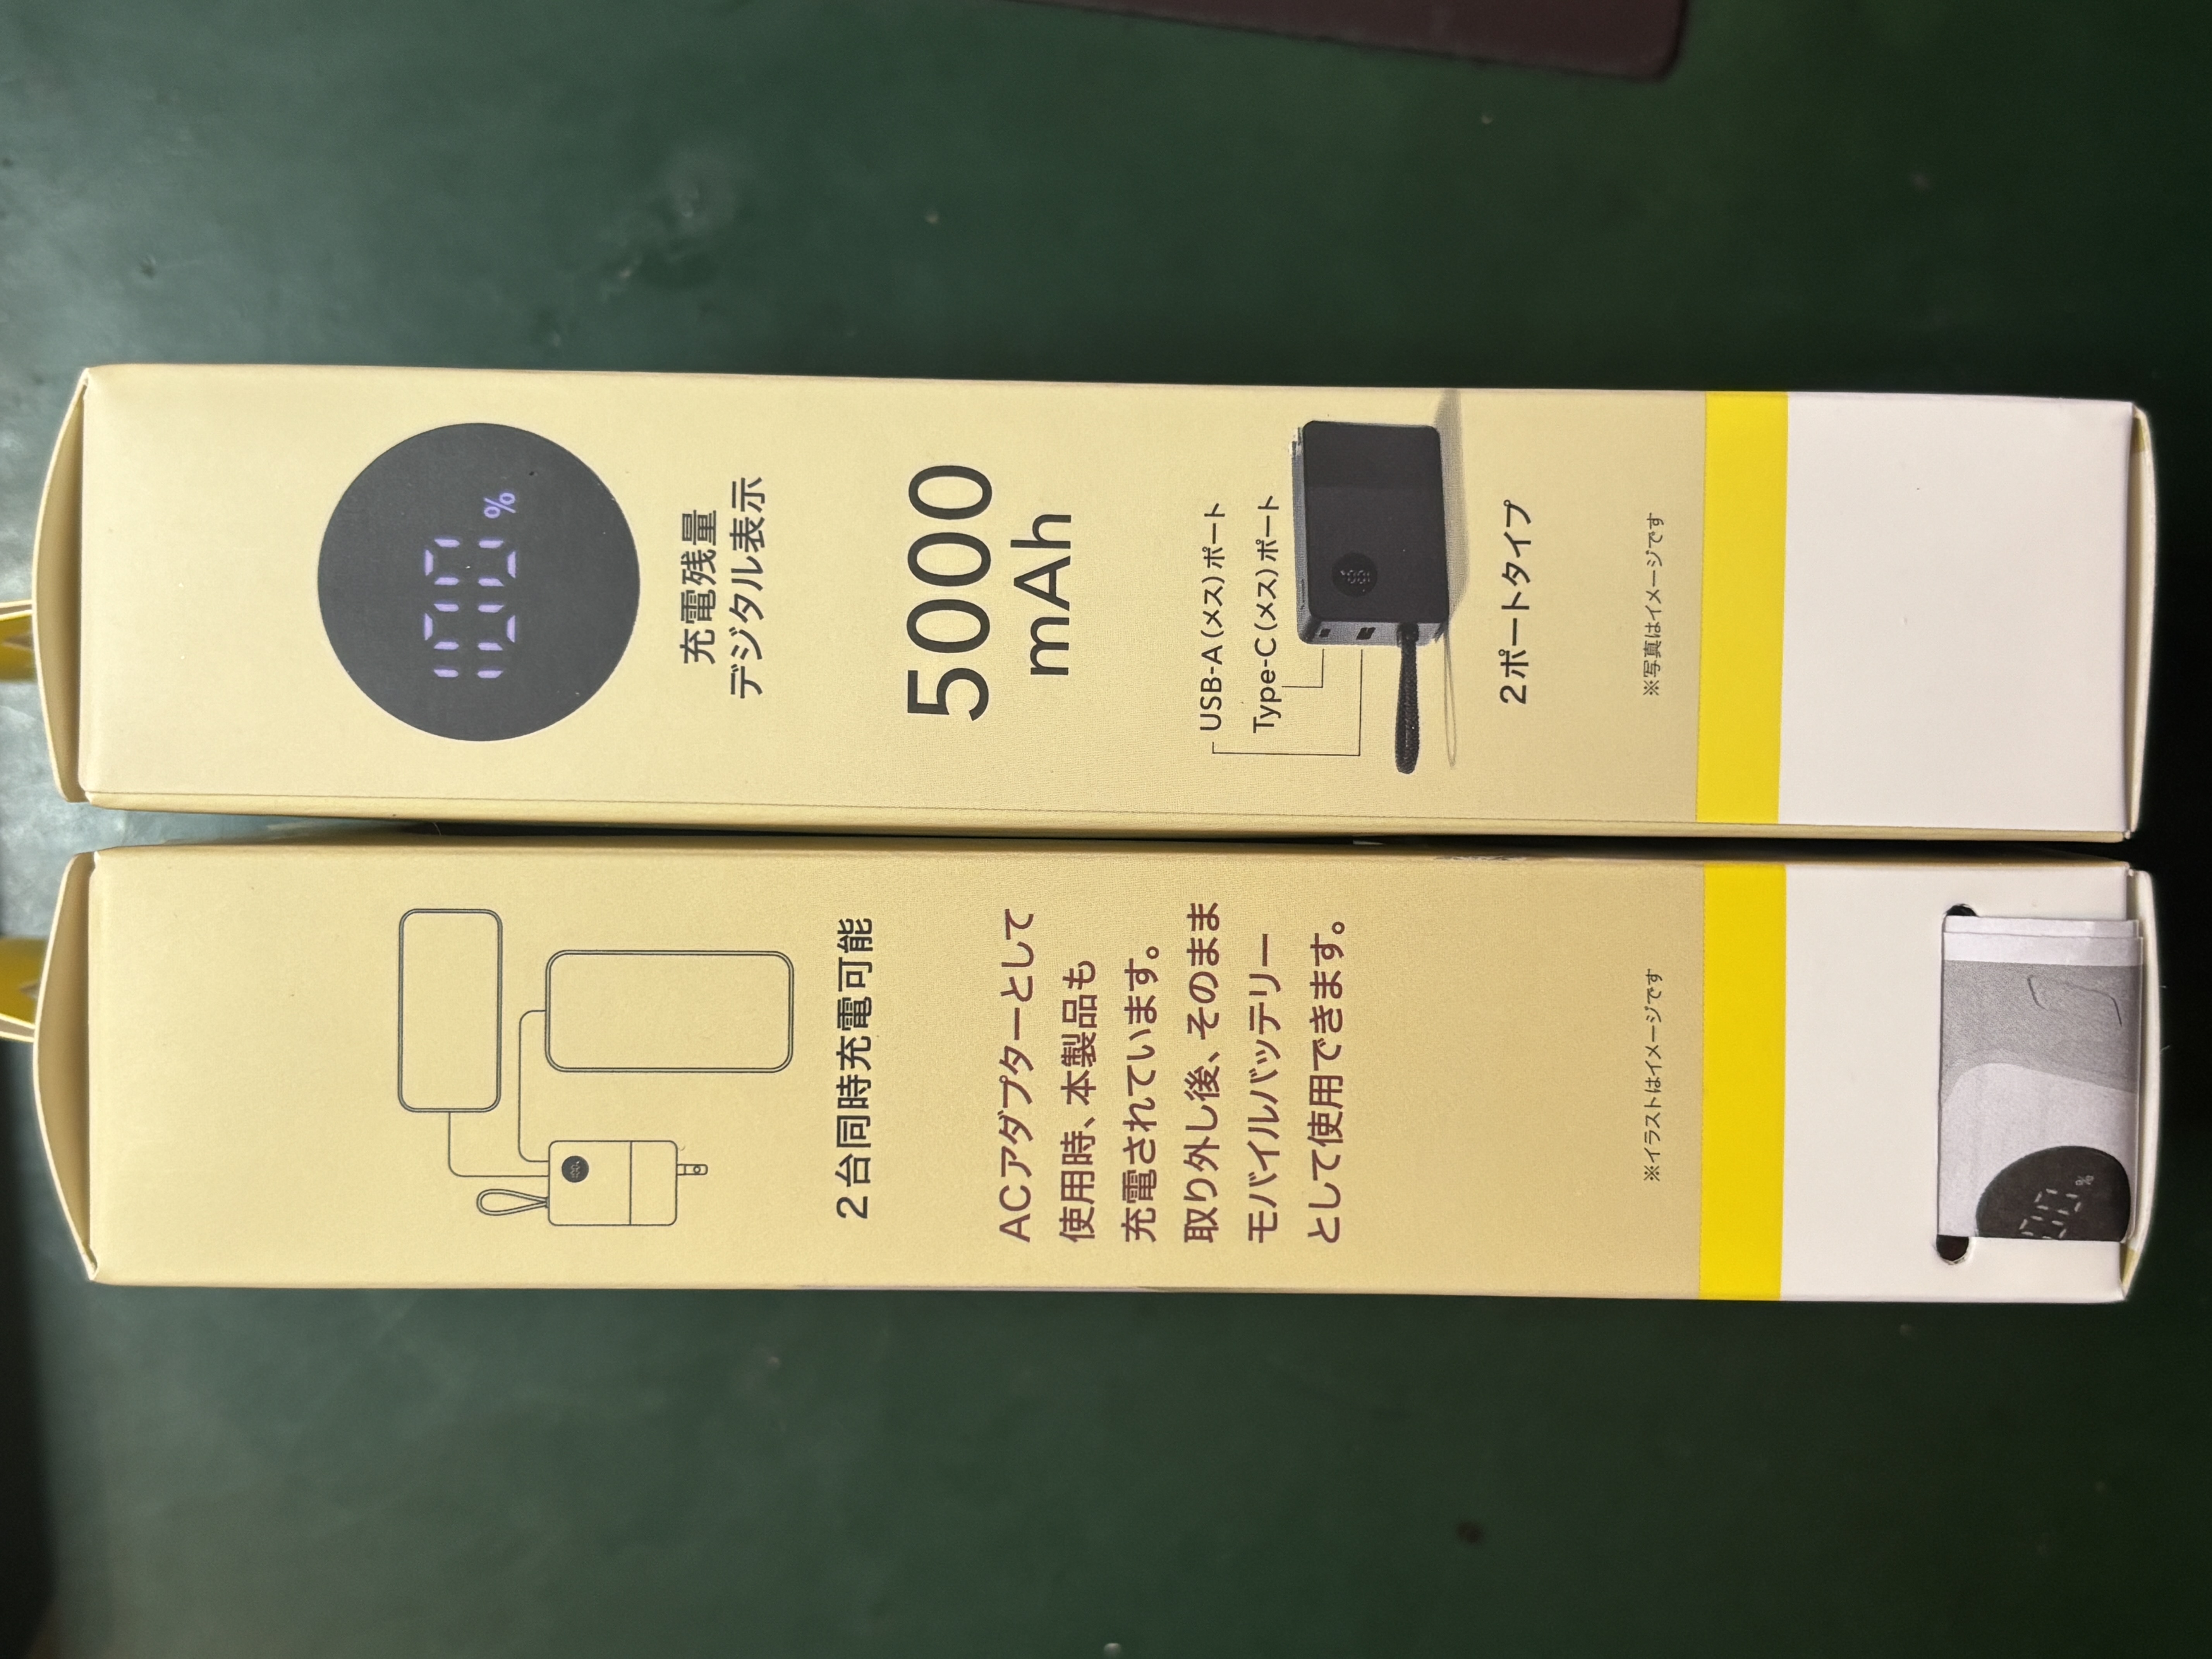 100%
充電残量
デジタル表示
5000
mAh
USB-A(メス)ポート
Type-C(メス)ポート
2ポートタイプ
※写真はイメージです
2台同時充電可能
ACアダプターとして
使用時、本製品も
充電されています。
取り外し後、そのまま
モバイルバッテリー
として使用できます。
※イラストはイメージです